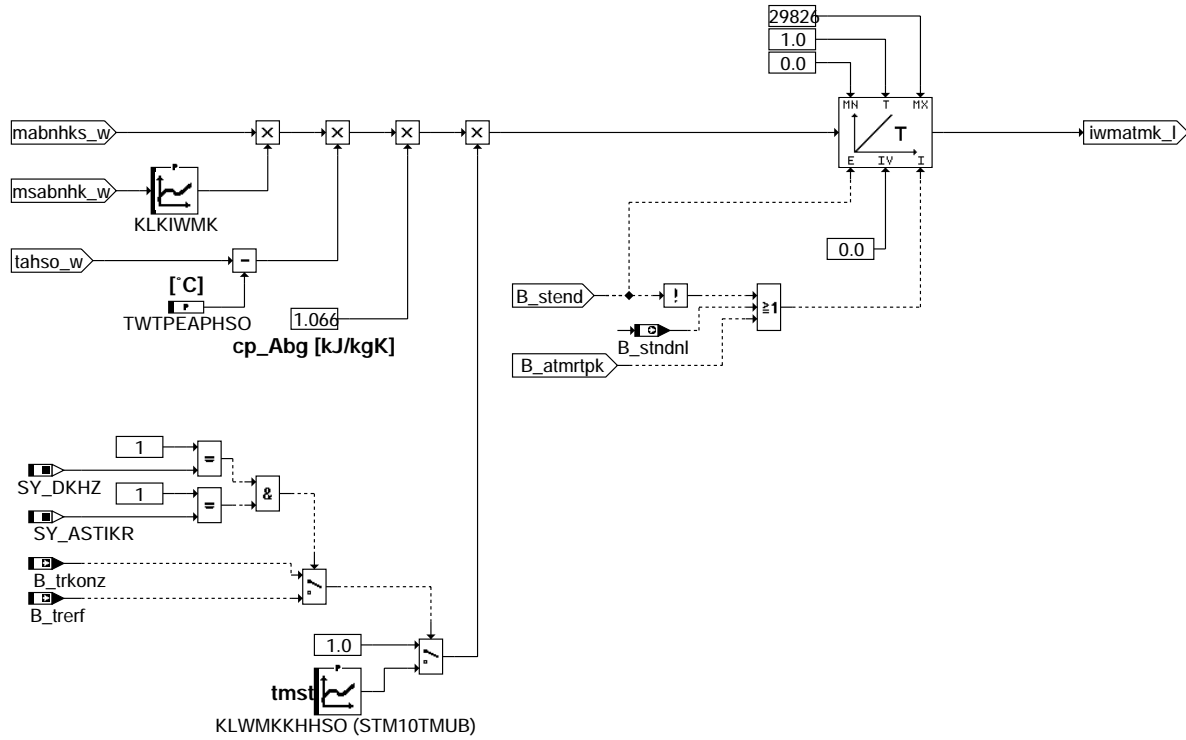 29826
1.0
0.0
MN T MX
T
E IV I
mabnhks_w
iwmatmk_l
msabnhk_w
P
KLKIWMK
tahso_w
[°C]
P
TWTPEAPHSO
1.066
cp_Abg [kJ/kgK]
0.0
B_stend
!
≥1
B_stndnl
B_atmrtpk
1
=
SY_DKHZ
1
=
&
SY_ASTIKR
B_trkonz
B_trerf
1.0
P
tmst
KLWMKKHHSO (STM10TMUB)